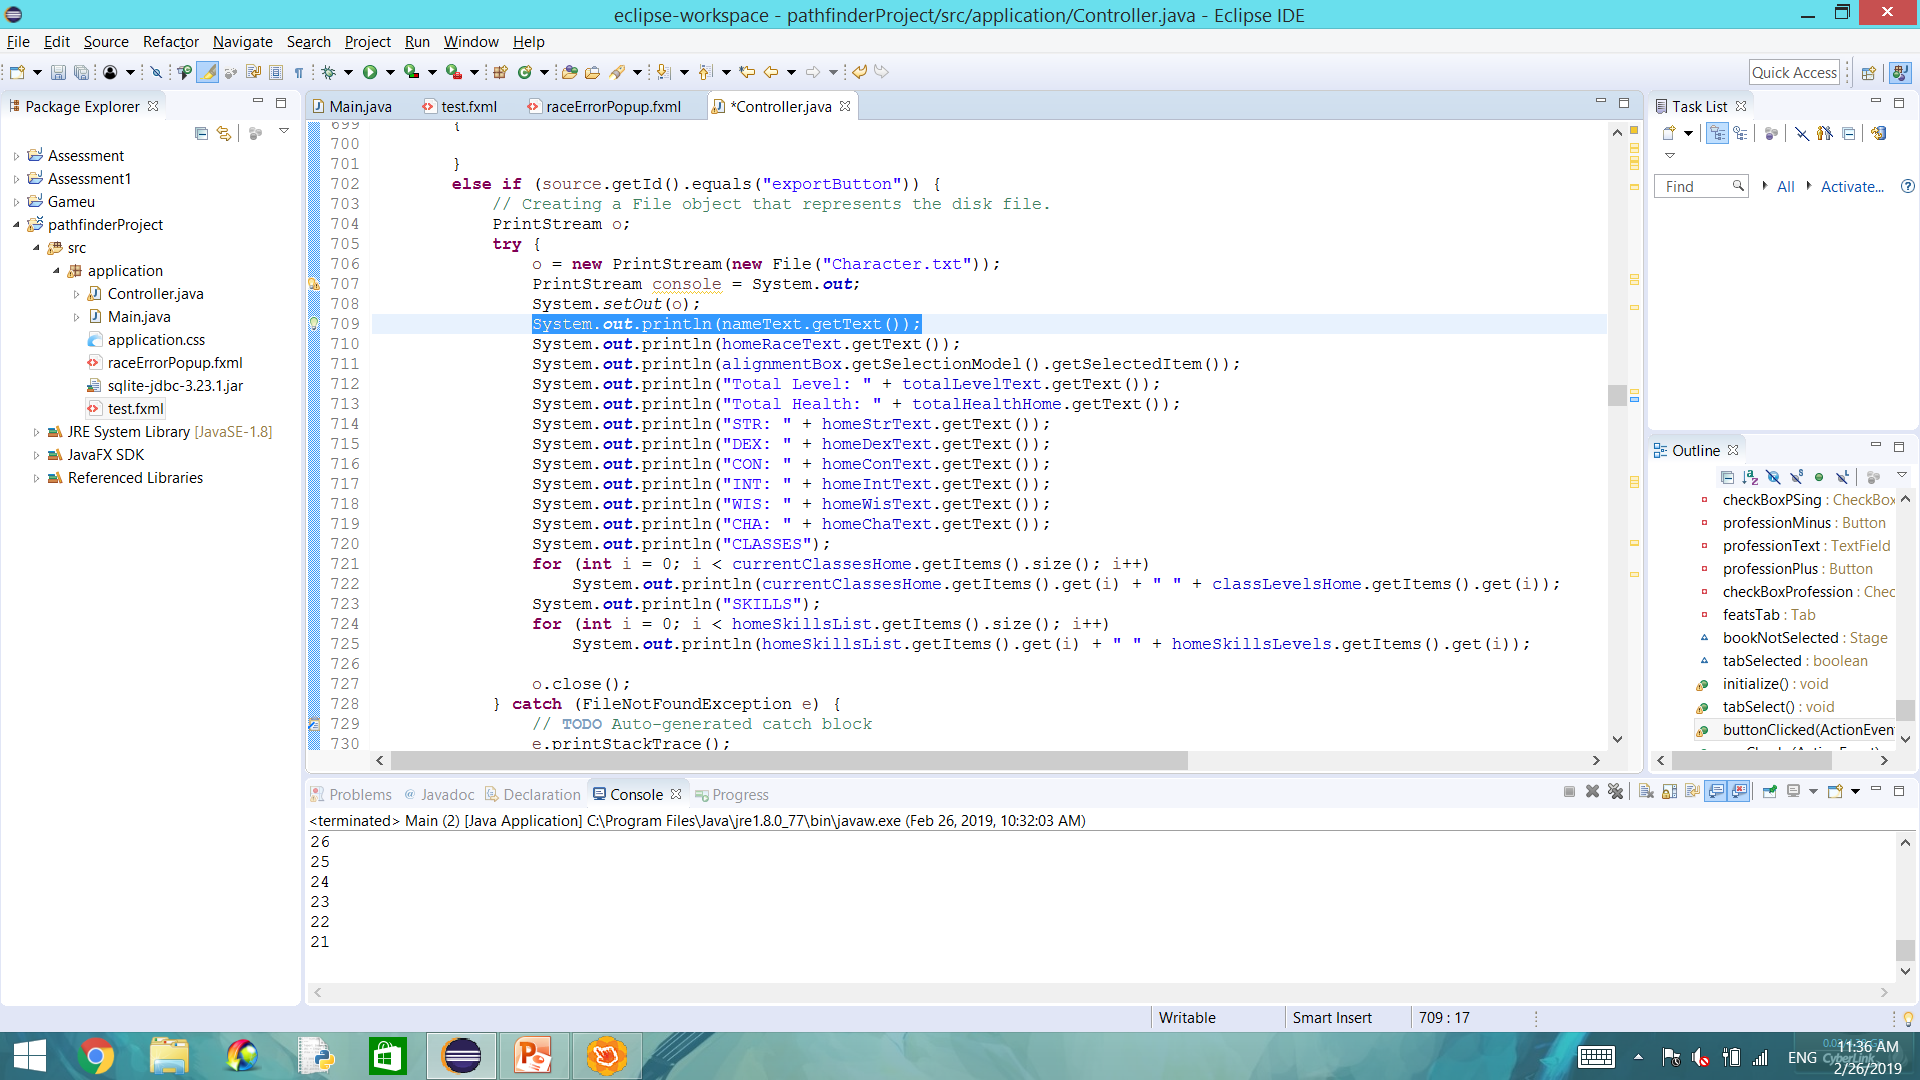 eclipse-workspace - pathfinderProject/src/application/Controller.java - Eclipse IDE
File Edit Source Refactor Navigate Search Project Run Window Help
Quick Access
Package Explorer
Assessment
Assessment1
Gameu
pathfinderProject
src
application
Controller.java
Main.java
application.css
raceErrorPopup.fxml
sqlite-jdbc-3.23.1.jar
test.fxml
JRE System Library [JavaSE-1.8]
JavaFX SDK
Referenced Libraries
Main.java test.fxml raceErrorPopup.fxml *Controller.java
699 {
700
701 }
702 else if (source.getId().equals("exportButton")) {
703 // Creating a File object that represents the disk file.
704 PrintStream o;
705 try {
706 o = new PrintStream(new File("Character.txt"));
707 PrintStream console = System.out;
708 System.setOut(o);
709 System.out.println(nameText.getText());
710 System.out.println(homeRaceText.getText());
711 System.out.println(alignmentBox.getSelectionModel().getSelectedItem());
712 System.out.println("Total Level: " + totalLevelText.getText());
713 System.out.println("Total Health: " + totalHealthHome.getText());
714 System.out.println("STR: " + homeStrText.getText());
715 System.out.println("DEX: " + homeDexText.getText());
716 System.out.println("CON: " + homeConText.getText());
717 System.out.println("INT: " + homeIntText.getText());
718 System.out.println("WIS: " + homeWisText.getText());
719 System.out.println("CHA: " + homeChaText.getText());
720 System.out.println("CLASSES");
721 for (int i = 0; i < currentClassesHome.getItems().size(); i++)
722 System.out.println(currentClassesHome.getItems().get(i) + " " + classLevelsHome.getItems().get(i));
723 System.out.println("SKILLS");
724 for (int i = 0; i < homeSkillsList.getItems().size(); i++)
725 System.out.println(homeSkillsList.getItems().get(i) + " " + homeSkillsLevels.getItems().get(i));
726
727 o.close();
728 } catch (FileNotFoundException e) {
729 // TODO Auto-generated catch block
730 e.printStackTrace();
Task List
Find All Activate...
Outline
checkBoxPSing : CheckBox
professionMinus : Button
professionText : TextField
professionPlus : Button
checkBoxProfession : Chec
featsTab : Tab
bookNotSelected : Stage
tabSelected : boolean
initialize() : void
tabSelect() : void
buttonClicked(ActionEven
Problems Javadoc Declaration Console Progress
<terminated> Main (2) [Java Application] C:\Program Files\Java\jre1.8.0_77\bin\javaw.exe (Feb 26, 2019, 10:32:03 AM)
26
25
24
23
22
21
Writable Smart Insert 709 : 17
ENG
11:36 AM
CyberLink
2/26/2019